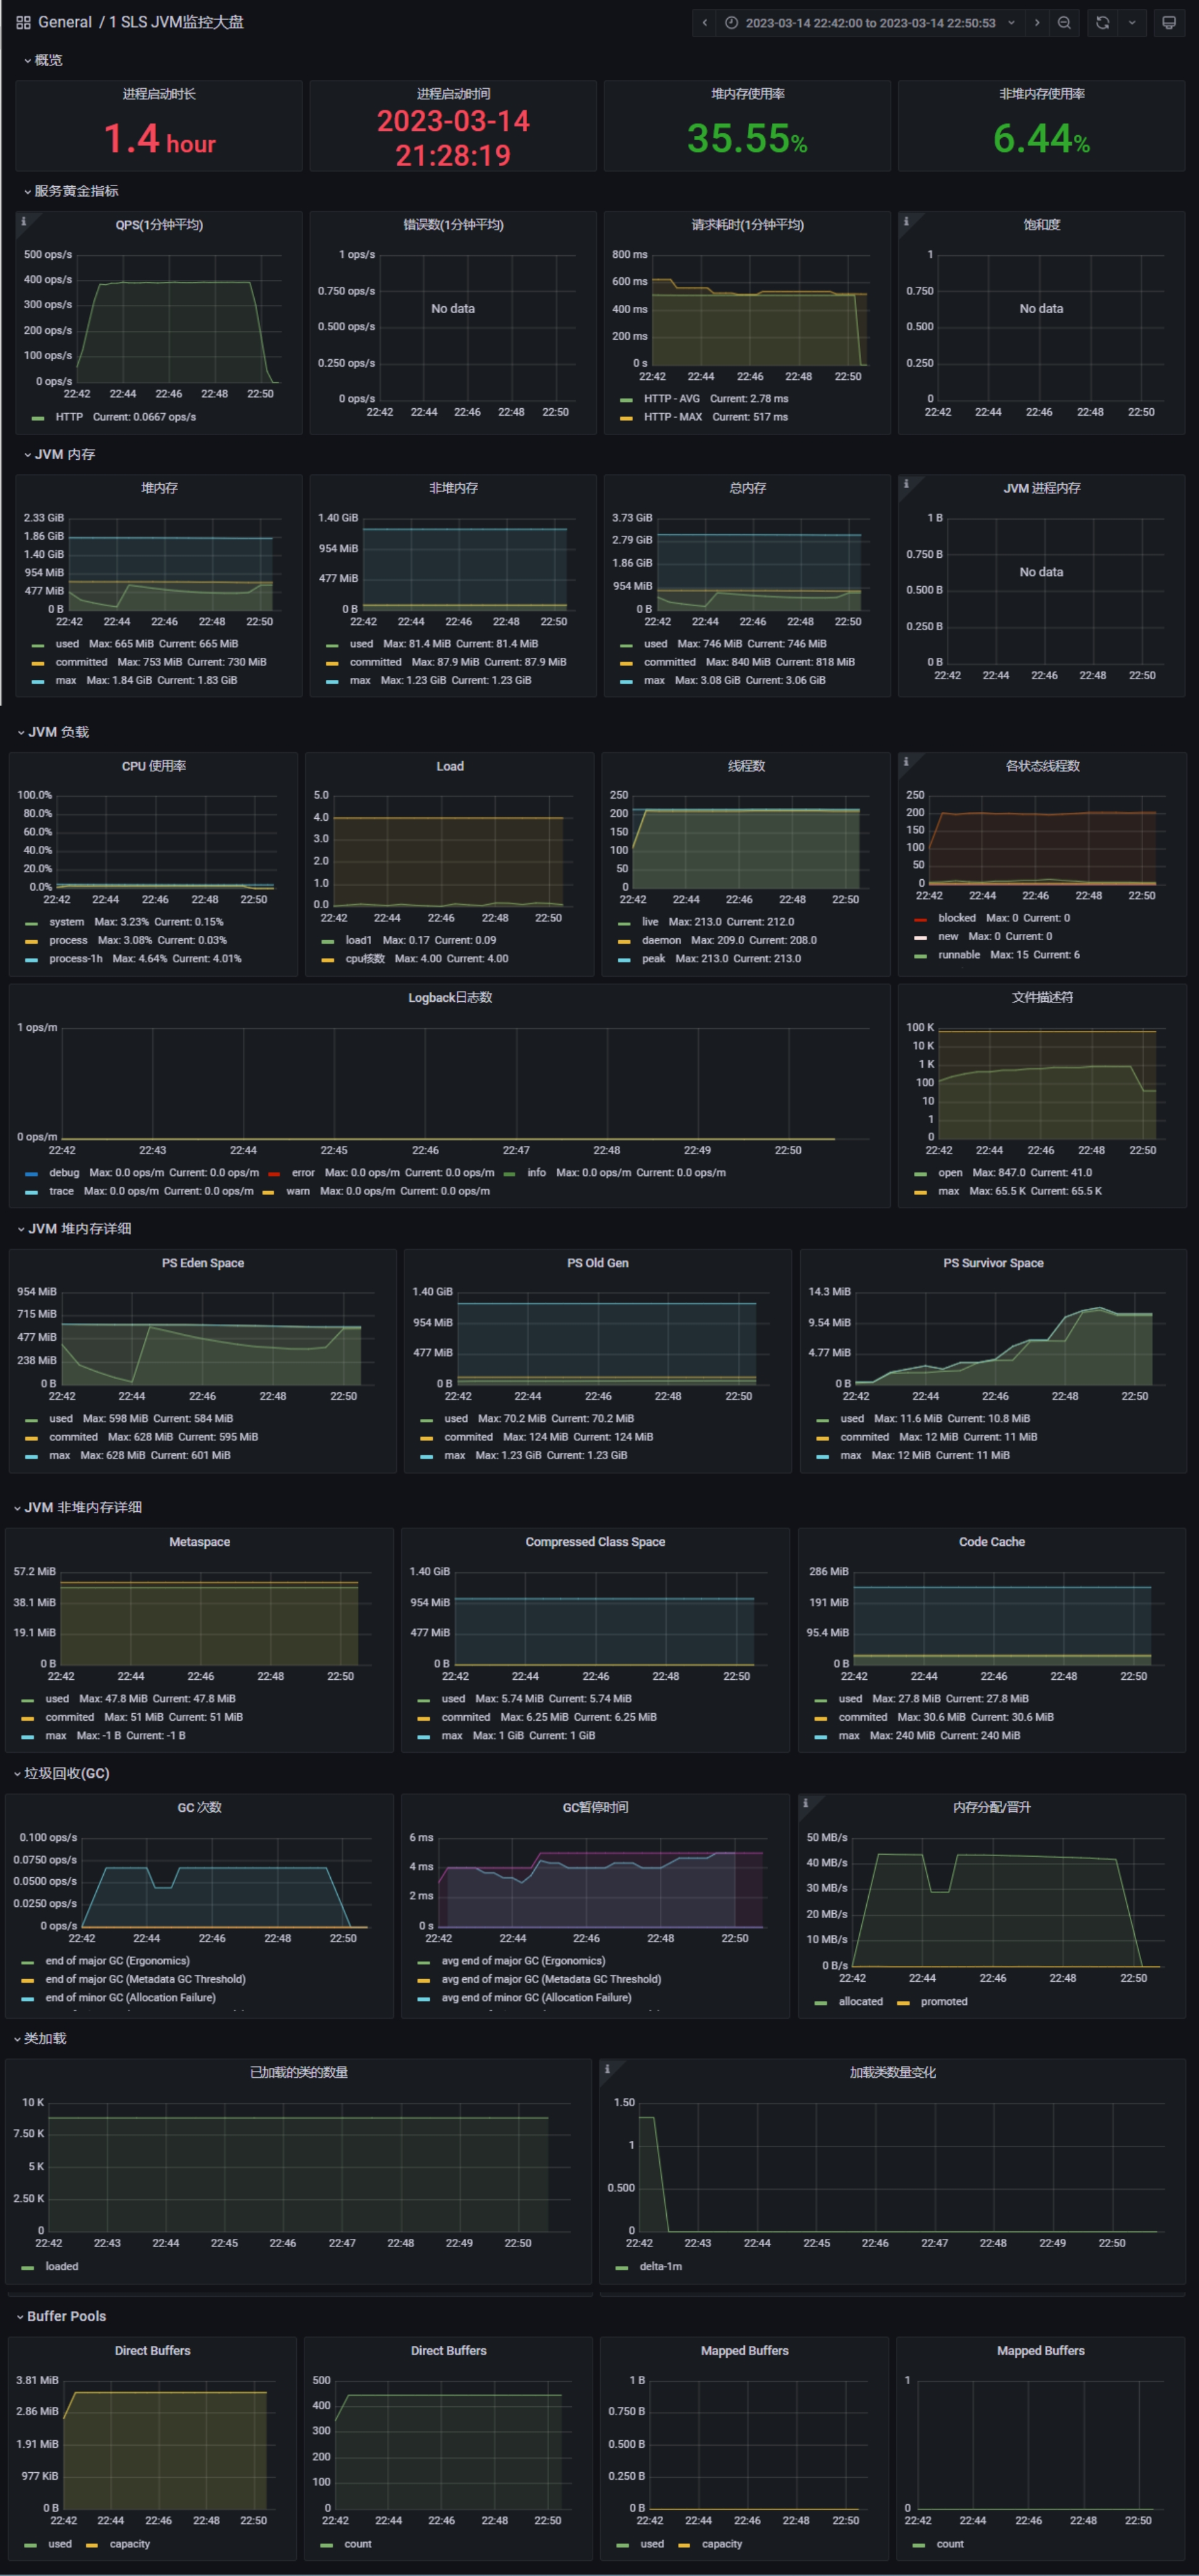 General / 1 SLS JVM监控大盘
2023-03-14 22:42:00 to 2023-03-14 22:50:53
概览
进程启动时长
1.4 hour
进程启动时间
2023-03-14
21:28:19
堆内存使用率
35.55%
非堆内存使用率
6.44%
服务黄金指标
QPS(1分钟平均)
500 ops/s
400 ops/s
300 ops/s
200 ops/s
100 ops/s
0 ops/s
22:42 22:44 22:46 22:48 22:50
HTTP Current: 0.0667 ops/s
错误数(1分钟平均)
1 ops/s
0.750 ops/s
0.500 ops/s
0.250 ops/s
0 ops/s
No data
22:42 22:44 22:46 22:48 22:50
请求耗时(1分钟平均)
800 ms
600 ms
400 ms
200 ms
0 s
22:42 22:44 22:46 22:48 22:50
HTTP - AVG Current: 2.78 ms
HTTP - MAX Current: 517 ms
饱和度
1
0.750
0.500
0.250
0
No data
22:42 22:44 22:46 22:48 22:50
JVM 内存
堆内存
2.33 GiB
1.86 GiB
1.40 GiB
954 MiB
477 MiB
0 B
22:42 22:44 22:46 22:48 22:50
used Max: 665 MiB Current: 665 MiB
committed Max: 753 MiB Current: 730 MiB
max Max: 1.84 GiB Current: 1.83 GiB
非堆内存
1.40 GiB
954 MiB
477 MiB
0 B
22:42 22:44 22:46 22:48 22:50
used Max: 81.4 MiB Current: 81.4 MiB
committed Max: 87.9 MiB Current: 87.9 MiB
max Max: 1.23 GiB Current: 1.23 GiB
总内存
3.73 GiB
2.79 GiB
1.86 GiB
954 MiB
0 B
22:42 22:44 22:46 22:48 22:50
used Max: 746 MiB Current: 746 MiB
committed Max: 840 MiB Current: 818 MiB
max Max: 3.08 GiB Current: 3.06 GiB
JVM 进程内存
1 B
0.750 B
0.500 B
0.250 B
0 B
No data
22:42 22:44 22:46 22:48 22:50
JVM 负载
CPU 使用率
100.0%
80.0%
60.0%
40.0%
20.0%
0.0%
22:42 22:44 22:46 22:48 22:50
system Max: 3.23% Current: 0.15%
process Max: 3.08% Current: 0.03%
process-1h Max: 4.64% Current: 4.01%
Load
5.0
4.0
3.0
2.0
1.0
0.0
22:42 22:44 22:46 22:48 22:50
load1 Max: 0.17 Current: 0.09
cpu核数 Max: 4.00 Current: 4.00
线程数
250
200
150
100
50
0
22:42 22:44 22:46 22:48 22:50
live Max: 213.0 Current: 212.0
daemon Max: 209.0 Current: 208.0
peak Max: 213.0 Current: 213.0
各状态线程数
250
200
150
100
50
0
22:42 22:44 22:46 22:48 22:50
blocked Max: 0 Current: 0
new Max: 0 Current: 0
runnable Max: 15 Current: 6
Logback日志数
1 ops/m
0 ops/m
22:42 22:43 22:44 22:45 22:46 22:47 22:48 22:49 22:50
debug Max: 0.0 ops/m Current: 0.0 ops/m error Max: 0.0 ops/m Current: 0.0 ops/m info Max: 0.0 ops/m Current: 0.0 ops/m
trace Max: 0.0 ops/m Current: 0.0 ops/m warn Max: 0.0 ops/m Current: 0.0 ops/m
文件描述符
100 K
10 K
1 K
100
10
1
0
22:42 22:44 22:46 22:48 22:50
open Max: 847.0 Current: 41.0
max Max: 65.5 K Current: 65.5 K
JVM 堆内存详细
PS Eden Space
954 MiB
715 MiB
477 MiB
238 MiB
0 B
22:42 22:44 22:46 22:48 22:50
used Max: 598 MiB Current: 584 MiB
commited Max: 628 MiB Current: 595 MiB
max Max: 628 MiB Current: 601 MiB
PS Old Gen
1.40 GiB
954 MiB
477 MiB
0 B
22:42 22:44 22:46 22:48 22:50
used Max: 70.2 MiB Current: 70.2 MiB
commited Max: 124 MiB Current: 124 MiB
max Max: 1.23 GiB Current: 1.23 GiB
PS Survivor Space
14.3 MiB
9.54 MiB
4.77 MiB
0 B
22:42 22:44 22:46 22:48 22:50
used Max: 11.6 MiB Current: 10.8 MiB
commited Max: 12 MiB Current: 11 MiB
max Max: 12 MiB Current: 11 MiB
JVM 非堆内存详细
Metaspace
57.2 MiB
38.1 MiB
19.1 MiB
0 B
22:42 22:44 22:46 22:48 22:50
used Max: 47.8 MiB Current: 47.8 MiB
commited Max: 51 MiB Current: 51 MiB
max Max: -1 B Current: -1 B
Compressed Class Space
1.40 GiB
954 MiB
477 MiB
0 B
22:42 22:44 22:46 22:48 22:50
used Max: 5.74 MiB Current: 5.74 MiB
commited Max: 6.25 MiB Current: 6.25 MiB
max Max: 1 GiB Current: 1 GiB
Code Cache
286 MiB
191 MiB
95.4 MiB
0 B
22:42 22:44 22:46 22:48 22:50
used Max: 27.8 MiB Current: 27.8 MiB
commited Max: 30.6 MiB Current: 30.6 MiB
max Max: 240 MiB Current: 240 MiB
垃圾回收(GC)
GC 次数
0.100 ops/s
0.0750 ops/s
0.0500 ops/s
0.0250 ops/s
0 ops/s
22:42 22:44 22:46 22:48 22:50
end of major GC (Ergonomics)
end of major GC (Metadata GC Threshold)
end of minor GC (Allocation Failure)
GC暂停时间
6 ms
4 ms
2 ms
0 s
22:42 22:44 22:46 22:48 22:50
avg end of major GC (Ergonomics)
avg end of major GC (Metadata GC Threshold)
avg end of minor GC (Allocation Failure)
内存分配/晋升
50 MB/s
40 MB/s
30 MB/s
20 MB/s
10 MB/s
0 B/s
22:42 22:44 22:46 22:48 22:50
allocated promoted
类加载
已加载的类的数量
10 K
7.50 K
5 K
2.50 K
0
22:42 22:43 22:44 22:45 22:46 22:47 22:48 22:49 22:50
loaded
加载类数量变化
1.50
1
0.500
0
22:42 22:43 22:44 22:45 22:46 22:47 22:48 22:49 22:50
delta-1m
Buffer Pools
Direct Buffers
3.81 MiB
2.86 MiB
1.91 MiB
977 KiB
0 B
22:42 22:44 22:46 22:48 22:50
used capacity
Direct Buffers
500
400
300
200
100
0
22:42 22:44 22:46 22:48 22:50
count
Mapped Buffers
1 B
0.750 B
0.500 B
0.250 B
0 B
22:42 22:44 22:46 22:48 22:50
used capacity
Mapped Buffers
1
0
22:42 22:44 22:46 22:48 22:50
count